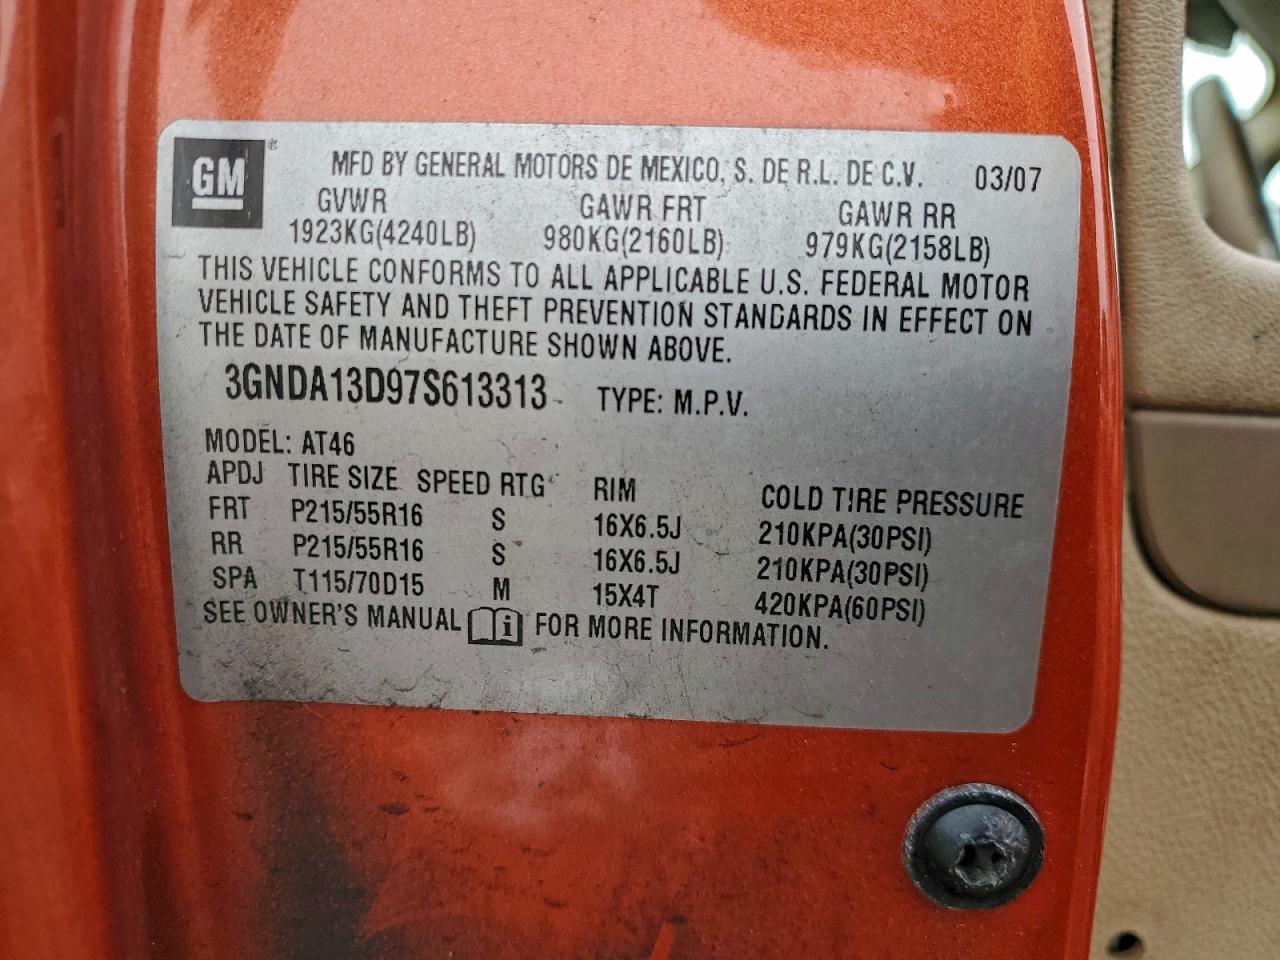 GM®
MFD BY GENERAL MOTORS DE MEXICO, S. DE R.L. DE C.V. 03/07
GVWR GAWR FRT GAWR RR
1923KG(4240LB) 980KG(2160LB) 979KG(2158LB)
THIS VEHICLE CONFORMS TO ALL APPLICABLE U.S. FEDERAL MOTOR
VEHICLE SAFETY AND THEFT PREVENTION STANDARDS IN EFFECT ON
THE DATE OF MANUFACTURE SHOWN ABOVE.
3GNDA13D97S613313 TYPE: M.P.V.
MODEL: AT46
APDJ TIRE SIZE SPEED RTG RIM COLD TIRE PRESSURE
FRT P215/55R16 S 16X6.5J 210KPA(30PSI)
RR P215/55R16 S 16X6.5J 210KPA(30PSI)
SPA T115/70D15 M 15X4T 420KPA(60PSI)
SEE OWNER'S MANUAL i FOR MORE INFORMATION.